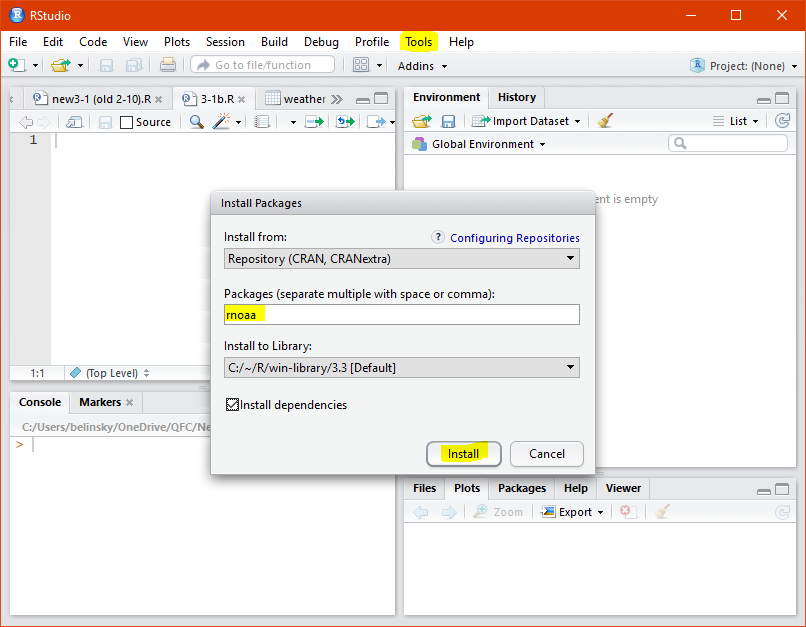 RStudio
File Edit Code View Plots Session Build Debug Profile Tools Help
Go to file/function Addins Project: (None)
new3-1 (old 2-10).R 3-1b.R weather
Source
1
1:1 (Top Level)
Console Markers
C:/Users/belinsky/OneDrive/QFC/Ne
>
Environment History
Import Dataset List
Global Environment
ent is empty
Install Packages
Install from: ? Configuring Repositories
Repository (CRAN, CRANextra)
Packages (separate multiple with space or comma):
rnoaa
Install to Library:
C:/~/R/win-library/3.3 [Default]
Install dependencies
Install Cancel
Files Plots Packages Help Viewer
Zoom Export